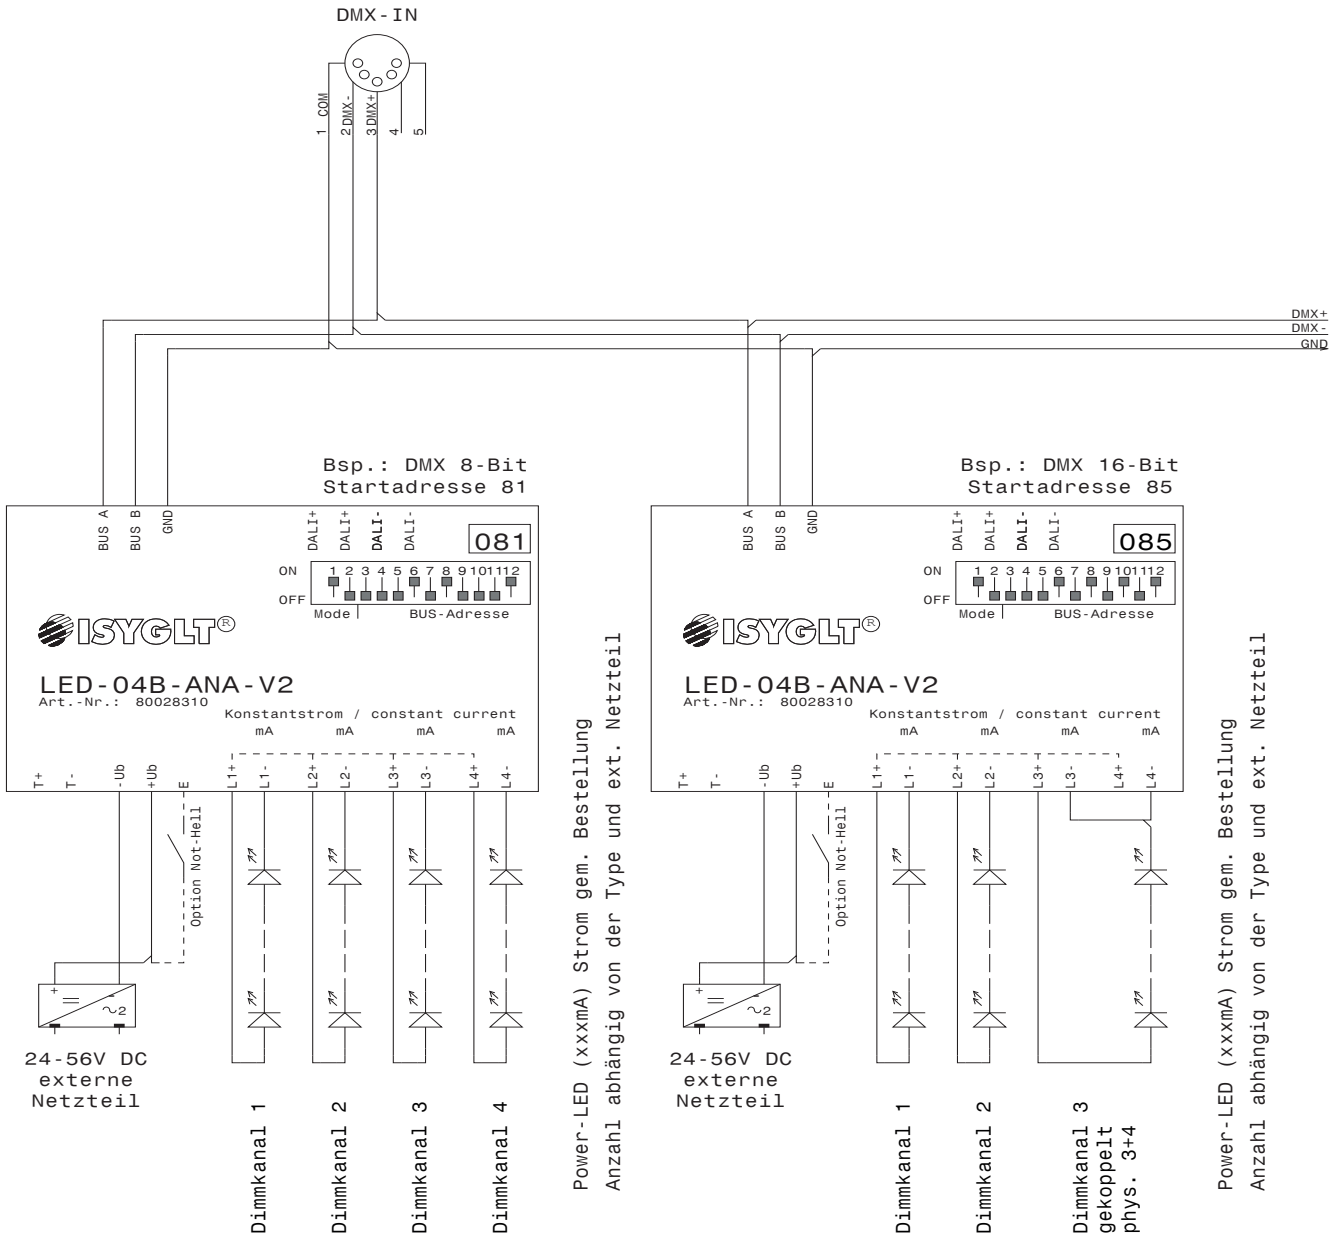 DMX-IN
1 COM
2 DMX-
3 DMX+
4
5
DMX+
DMX-
GND
Bsp.: DMX 8-Bit
Startadresse 81
BUS A
BUS B
GND
DALI+
DALI+
DALI-
DALI-
081
ON
1 2 3 4 5 6 7 8 9 10 11 12
OFF
Mode
BUS-Adresse
ISYGLT®
LED-04B-ANA-V2
Art.-Nr.: 80028310
Konstantstrom / constant current
mA mA mA mA
T+
T-
-Ub
+Ub
E
L1+
L1-
L2+
L2-
L3+
L3-
L4+
L4-
Option Not-Hell
+ = - ~2
24-56V DC
externe
Netzteil
Dimmkanal 1
Dimmkanal 2
Dimmkanal 3
Dimmkanal 4
Power-LED (xxxmA) Strom gem. Bestellung
Anzahl abhängig von der Type und ext. Netzteil
Bsp.: DMX 16-Bit
Startadresse 85
BUS A
BUS B
GND
DALI+
DALI+
DALI-
DALI-
085
ON
1 2 3 4 5 6 7 8 9 10 11 12
OFF
Mode
BUS-Adresse
ISYGLT®
LED-04B-ANA-V2
Art.-Nr.: 80028310
Konstantstrom / constant current
mA mA mA mA
T+
T-
-Ub
+Ub
E
L1+
L1-
L2+
L2-
L3+
L3-
L4+
L4-
Option Not-Hell
+ = - ~2
24-56V DC
externe
Netzteil
Dimmkanal 1
Dimmkanal 2
Dimmkanal 3
gekoppelt
phys. 3+4
Power-LED (xxxmA) Strom gem. Bestellung
Anzahl abhängig von der Type und ext. Netzteil